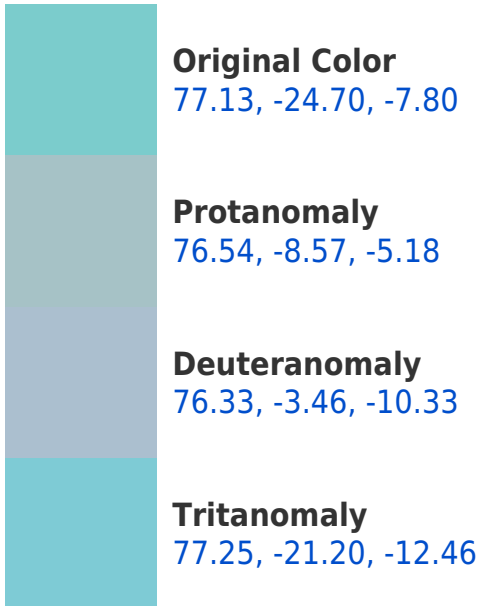 Original Color
77.13, -24.70, -7.80
Protanomaly
76.54, -8.57, -5.18
Deuteranomaly
76.33, -3.46, -10.33
Tritanomaly
77.25, -21.20, -12.46